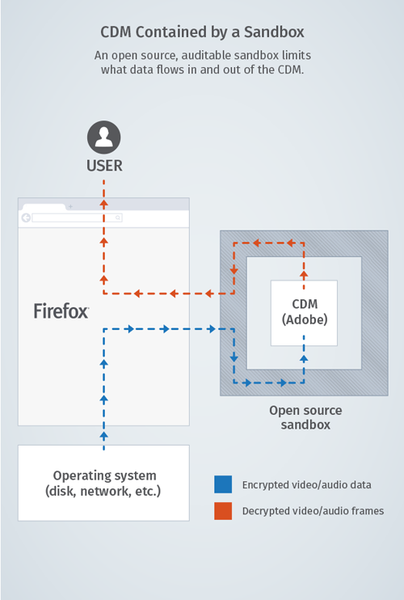 CDM Contained by a Sandbox
An open source, auditable sandbox limits
what data flows in and out of the CDM.
USER
Firefox
CDM
(Adobe)
Open source
sandbox
Operating system
(disk, network, etc.)
Encrypted video/audio data
Decrypted video/audio frames